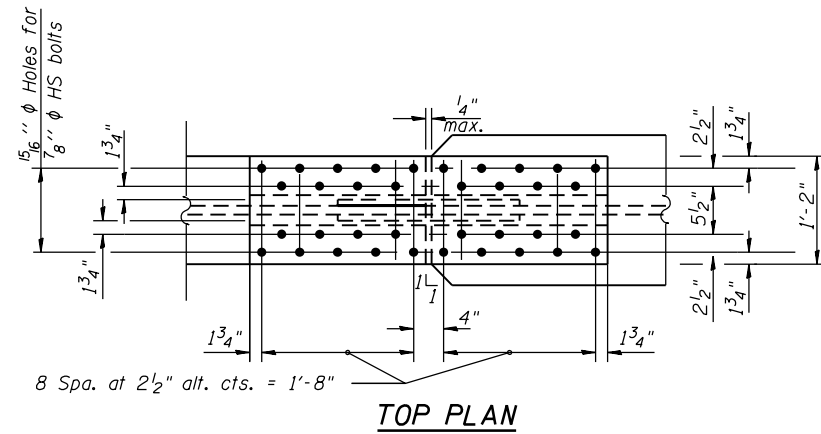 15/16'' ϕ Holes for
7/8'' ϕ HS bolts
1 3/4"
1 3/4"
1/4"
max.
2 1/2"
1 3/4"
5 1/2"
1'-2"
2 1/2"
1 3/4"
1
1
4"
1 3/4"
1 3/4"
8 Spa. at 2 1/2" alt. cts. = 1'-8"
TOP PLAN